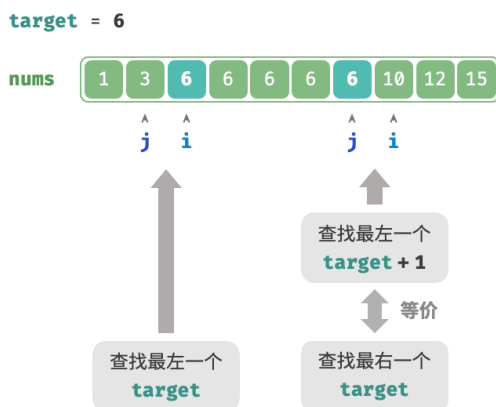 target = 6
nums 1 3 6 6 6 6 6 10 12 15
j i j i
查找最左一个
target + 1
等价
查找最左一个
target
查找最右一个
target